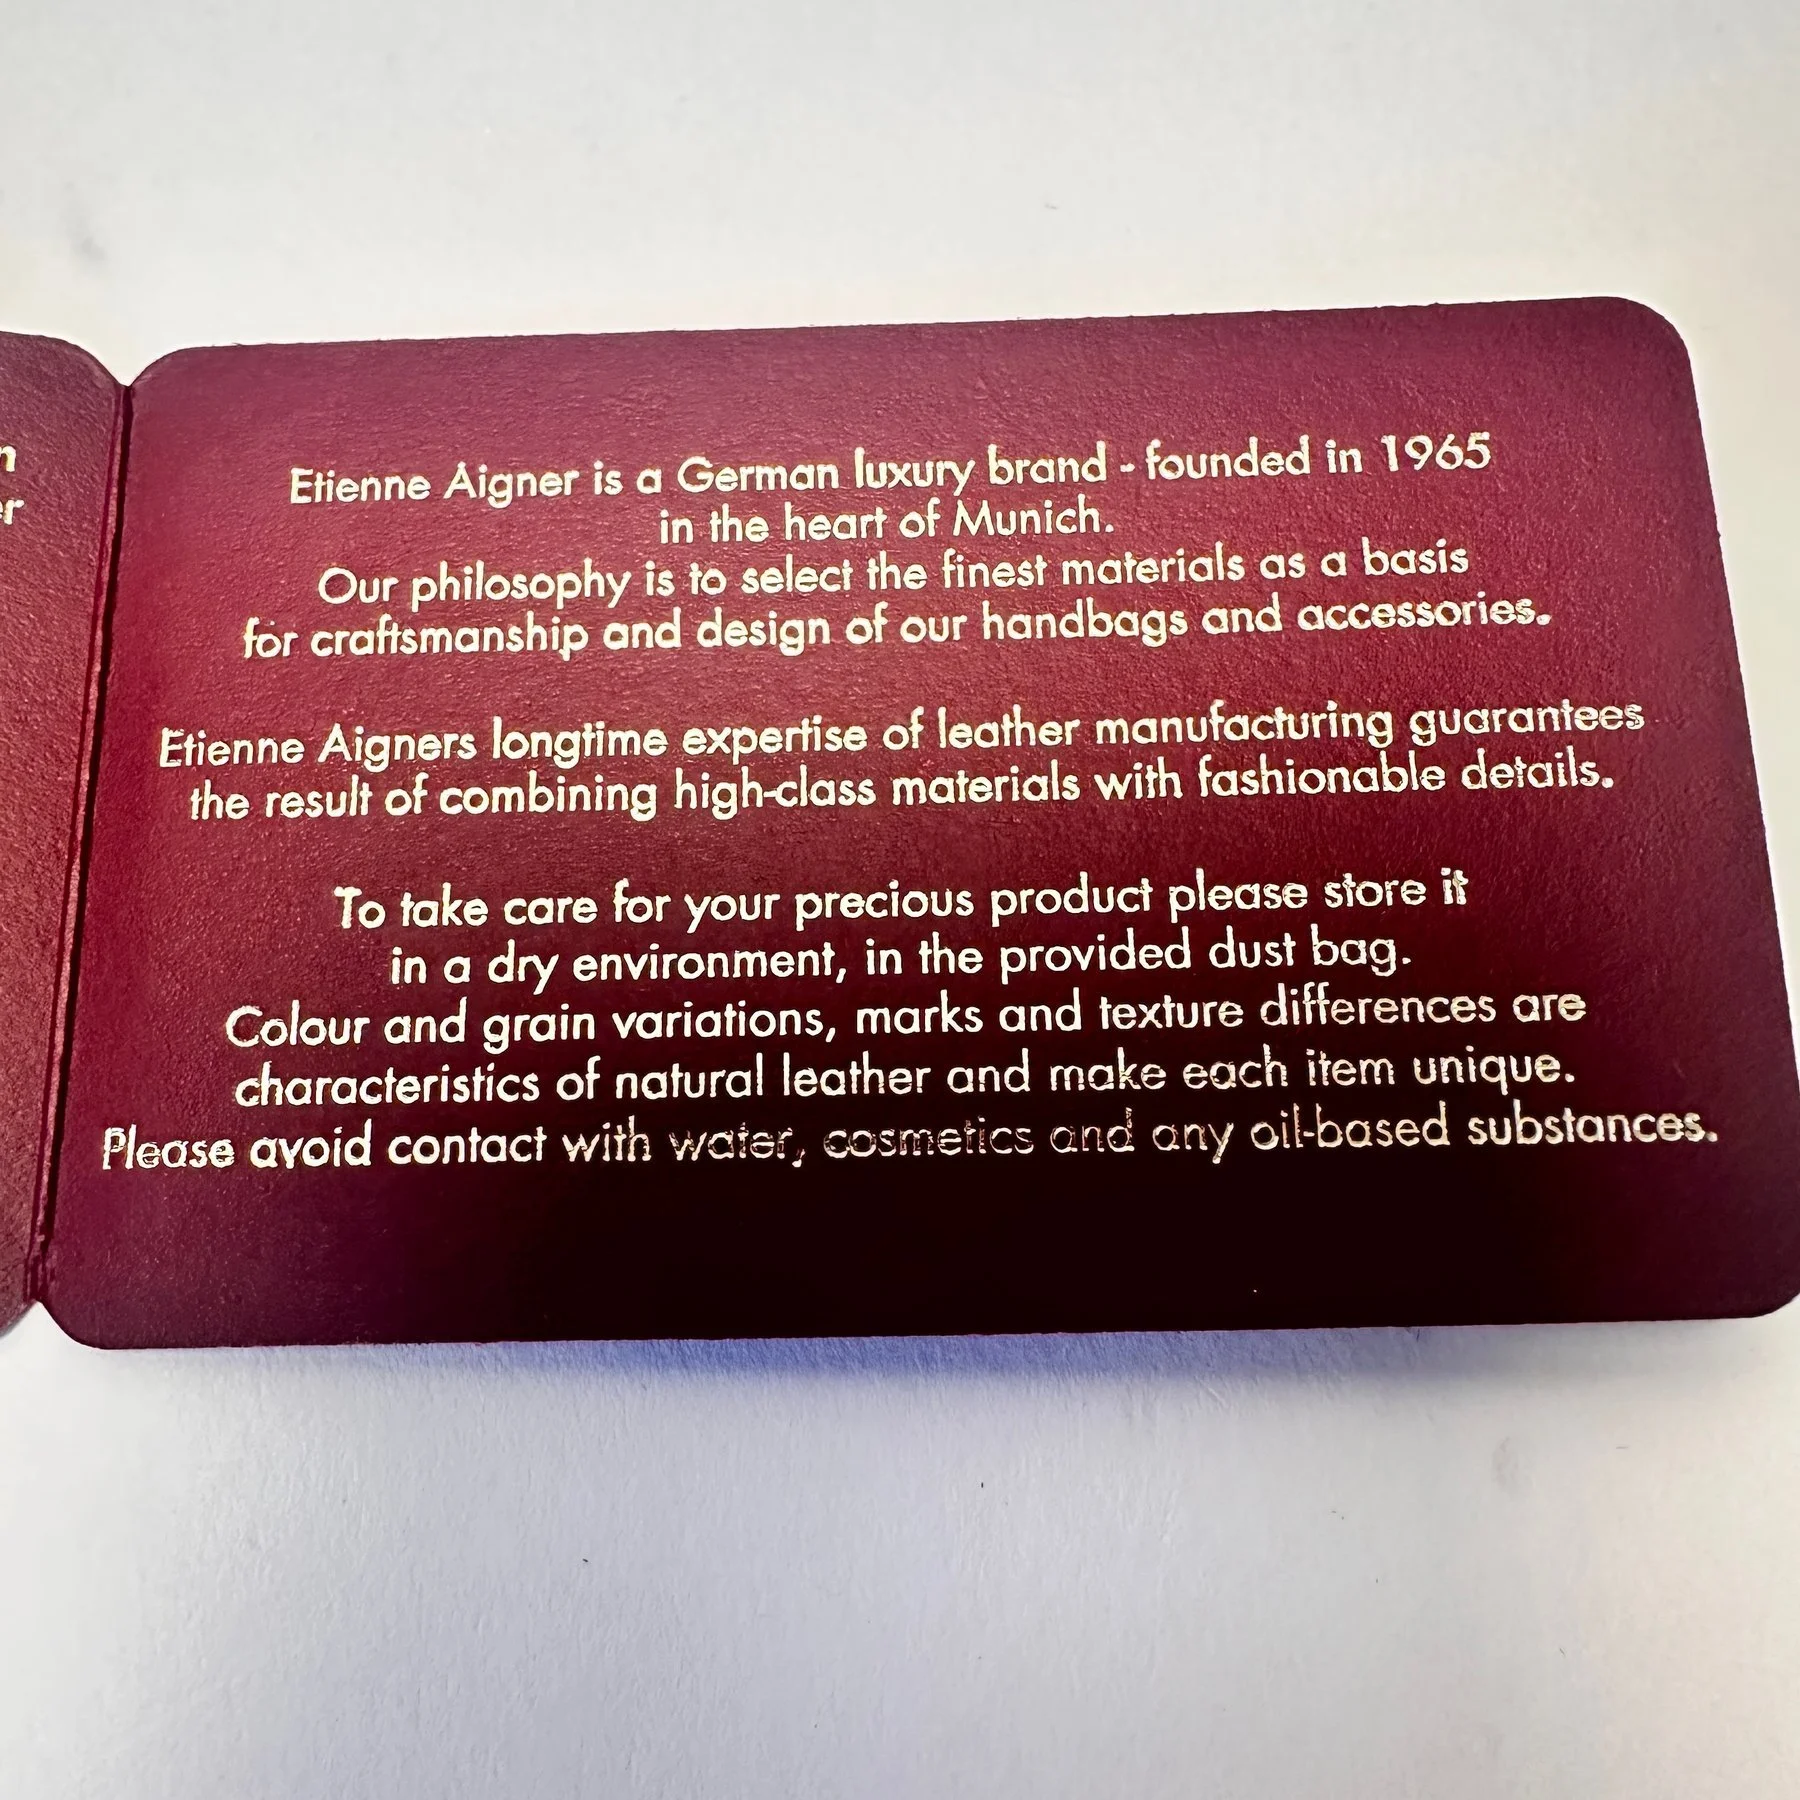 n
er
Etienne Aigner is a German luxury brand - founded in 1965
in the heart of Munich.
Our philosophy is to select the finest materials as a basis
for craftsmanship and design of our handbags and accessories.
Etienne Aigners longtime expertise of leather manufacturing guarantees
the result of combining high-class materials with fashionable details.
To take care for your precious product please store it
in a dry environment, in the provided dust bag.
Colour and grain variations, marks and texture differences are
characteristics of natural leather and make each item unique.
Please avoid contact with water, cosmetics and any oil-based substances.